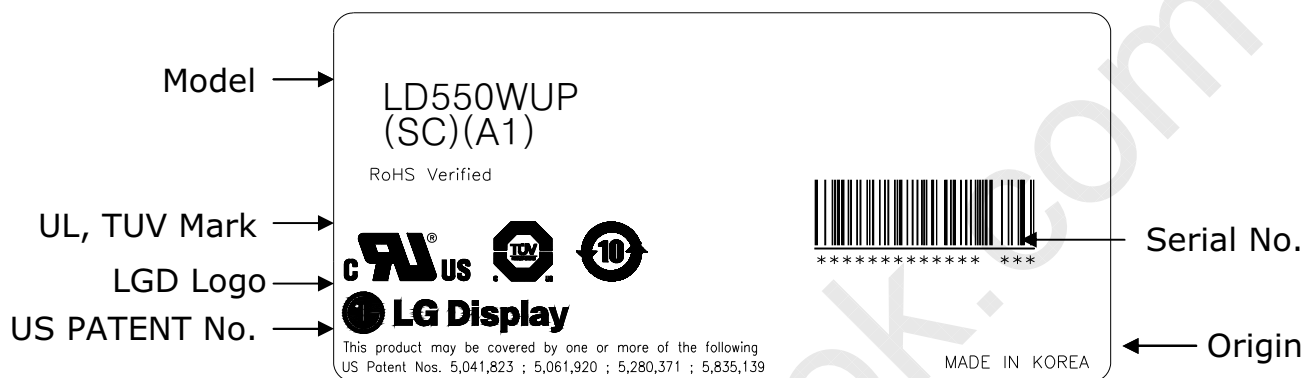 Model
LD550WUP
(SC)(A1)
RoHS Verified
UL, TUV Mark
C
US
®
TÜV
10
Serial No.
************* ***
LGD Logo
LG Display
US PATENT No.
This product may be covered by one or more of the following
US Patent Nos. 5,041,823 ; 5,061,920 ; 5,280,371 ; 5,835,139
MADE IN KOREA
Origin